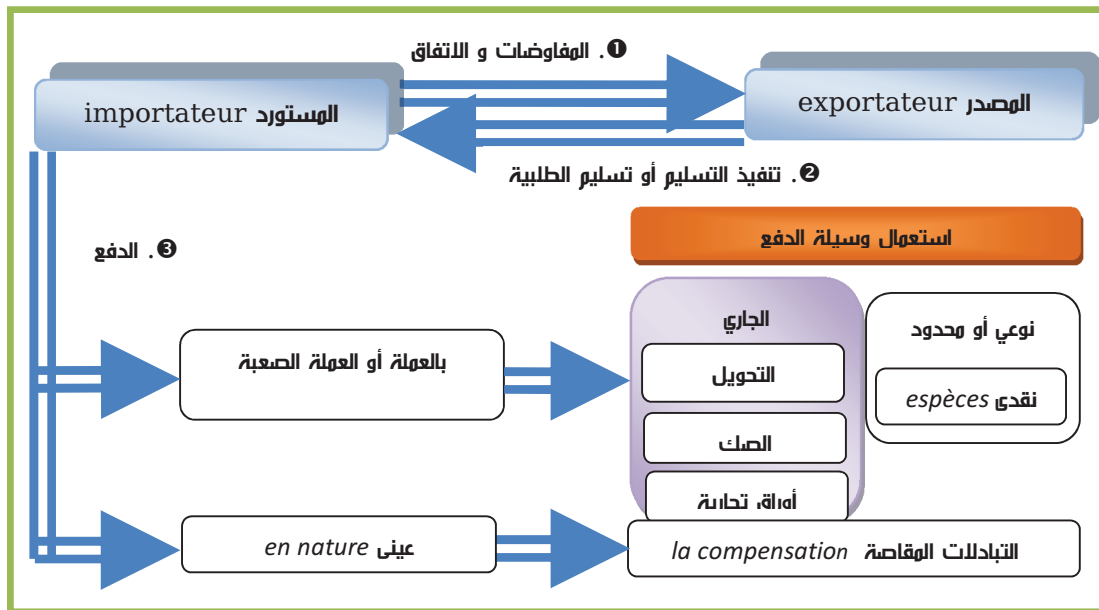 ❶. المفاوضات و الاتفاق
المصدر exportateur
المستورد importateur
❷. تنفيذ التسليم أو تسليم الطلبية
❸. الدفع
استعمال وسيلة الدفع
الجاري
نوعي أو محدود
بالعملة أو العملة الصعبة
التحويل
نقدي espèces
الصك
أوراق تجارية
عيني en nature
التبادلات المقاصة la compensation